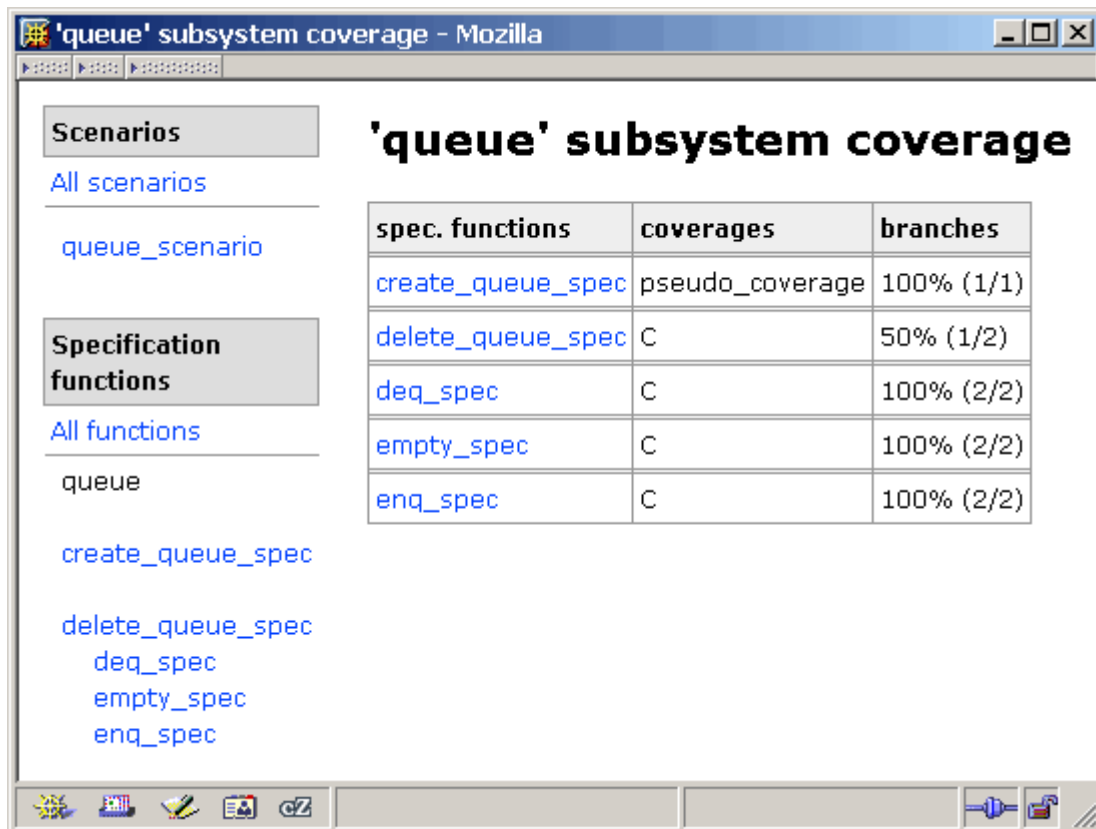 'queue' subsystem coverage - Mozilla
Scenarios
All scenarios
queue_scenario
Specification
functions
All functions
queue
create_queue_spec
delete_queue_spec
deq_spec
empty_spec
enq_spec
'queue' subsystem coverage
spec. functions coverages branches
create_queue_spec pseudo_coverage 100% (1/1)
delete_queue_spec C 50% (1/2)
deq_spec C 100% (2/2)
empty_spec C 100% (2/2)
enq_spec C 100% (2/2)
cZ